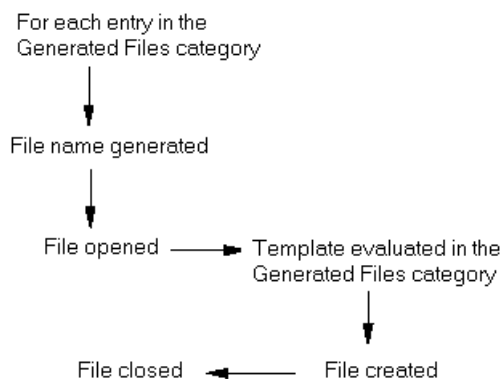 For each entry in the
Generated Files category
File name generated
File opened
Template evaluated in the
Generated Files category
File created
File closed